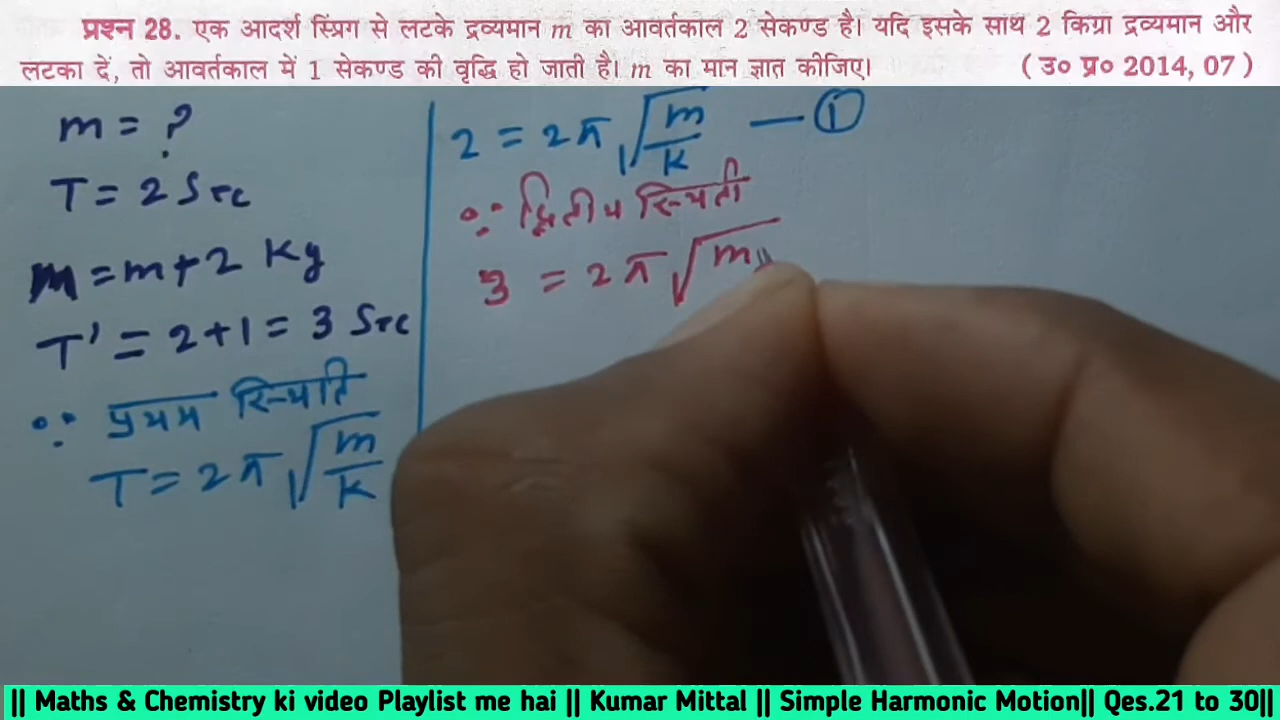 प्रश्न 28. एक आदर्श स्प्रिंग से लटके द्रव्यमान m का आवर्तकाल 2 सेकण्ड है। यदि इसके साथ 2 किग्रा द्रव्यमान और
लटका दें, तो आवर्तकाल में 1 सेकण्ड की वृद्धि हो जाती है। m का मान ज्ञात कीजिए। ( उ० प्र० 2014, 07 )
m = ?
T = 2 Sec
m = m+2 Kg
T' = 2+1 = 3 Sec
∵ प्रथम स्थिति
T = 2π√m/K
2 = 2π√m/K — ①
∵ द्वितीय स्थिती
3 = 2π√m
|| Maths & Chemistry ki video Playlist me hai || Kumar Mittal || Simple Harmonic Motion|| Qes.21 to 30||